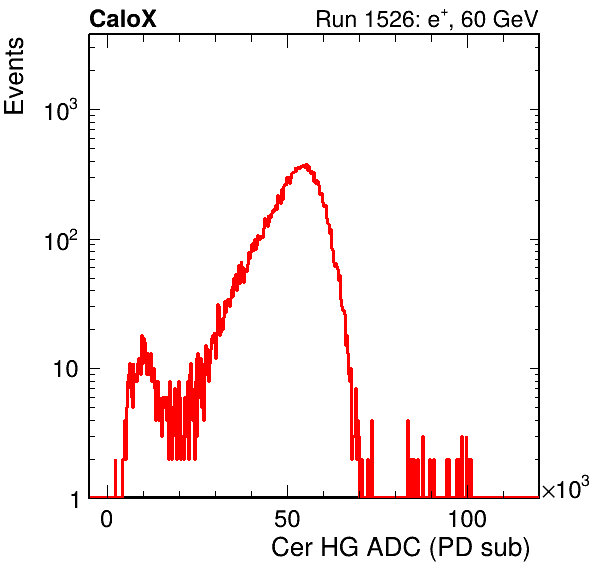 CaloX Run 1526: e⁺, 60 GeV
Events
10³
10²
10
1
0 50 100 ×10³
Cer HG ADC (PD sub)